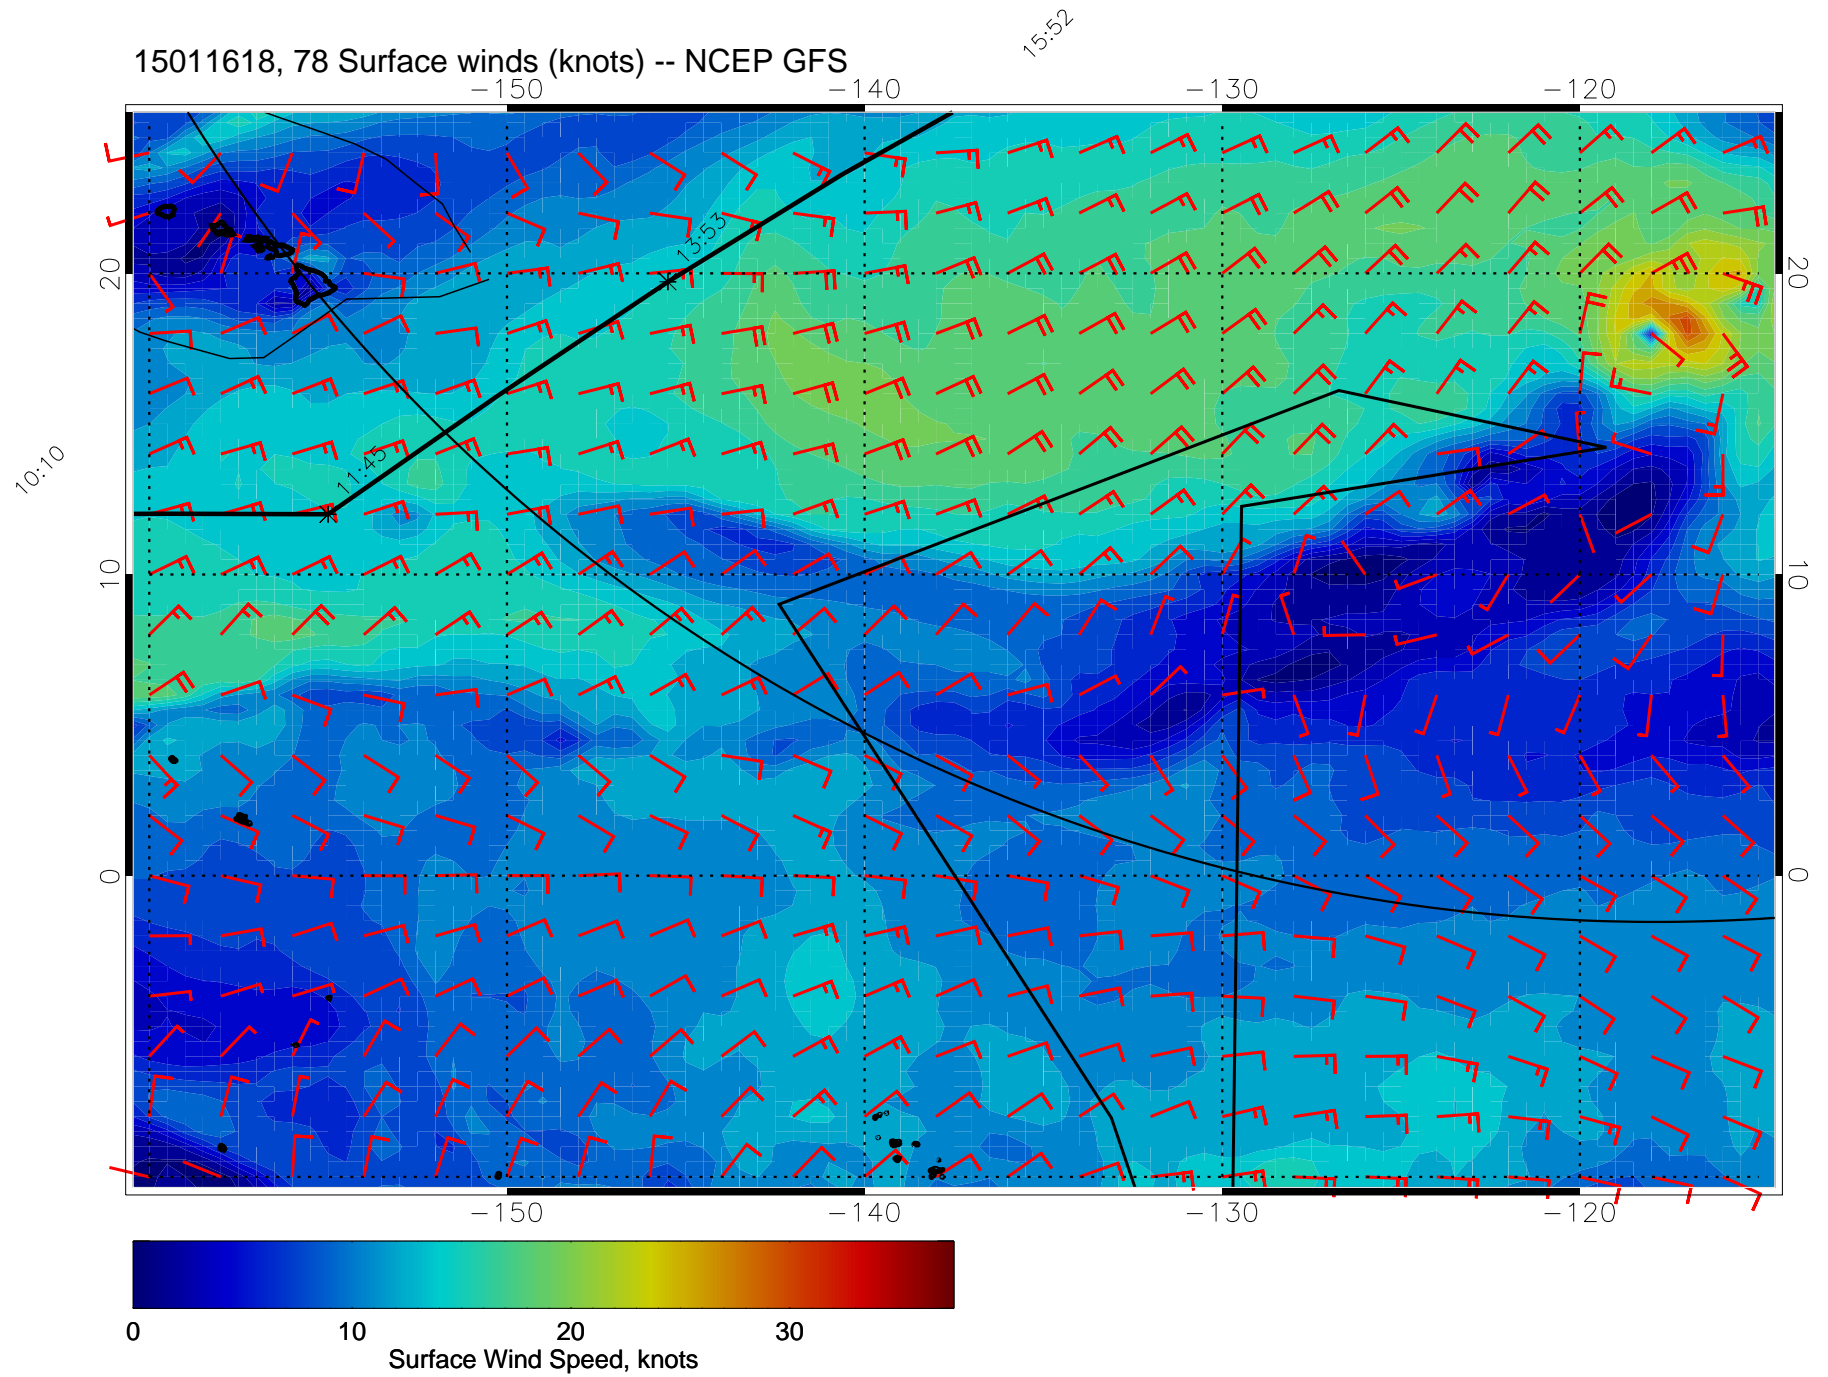 15:52
15011618, 78 Surface winds (knots) -- NCEP GFS
-150 -140 -130 -120
13:53
20 20
11:45
10:10
10 10
0 0
-150 -140 -130 -120
0 10 20 30
Surface Wind Speed, knots